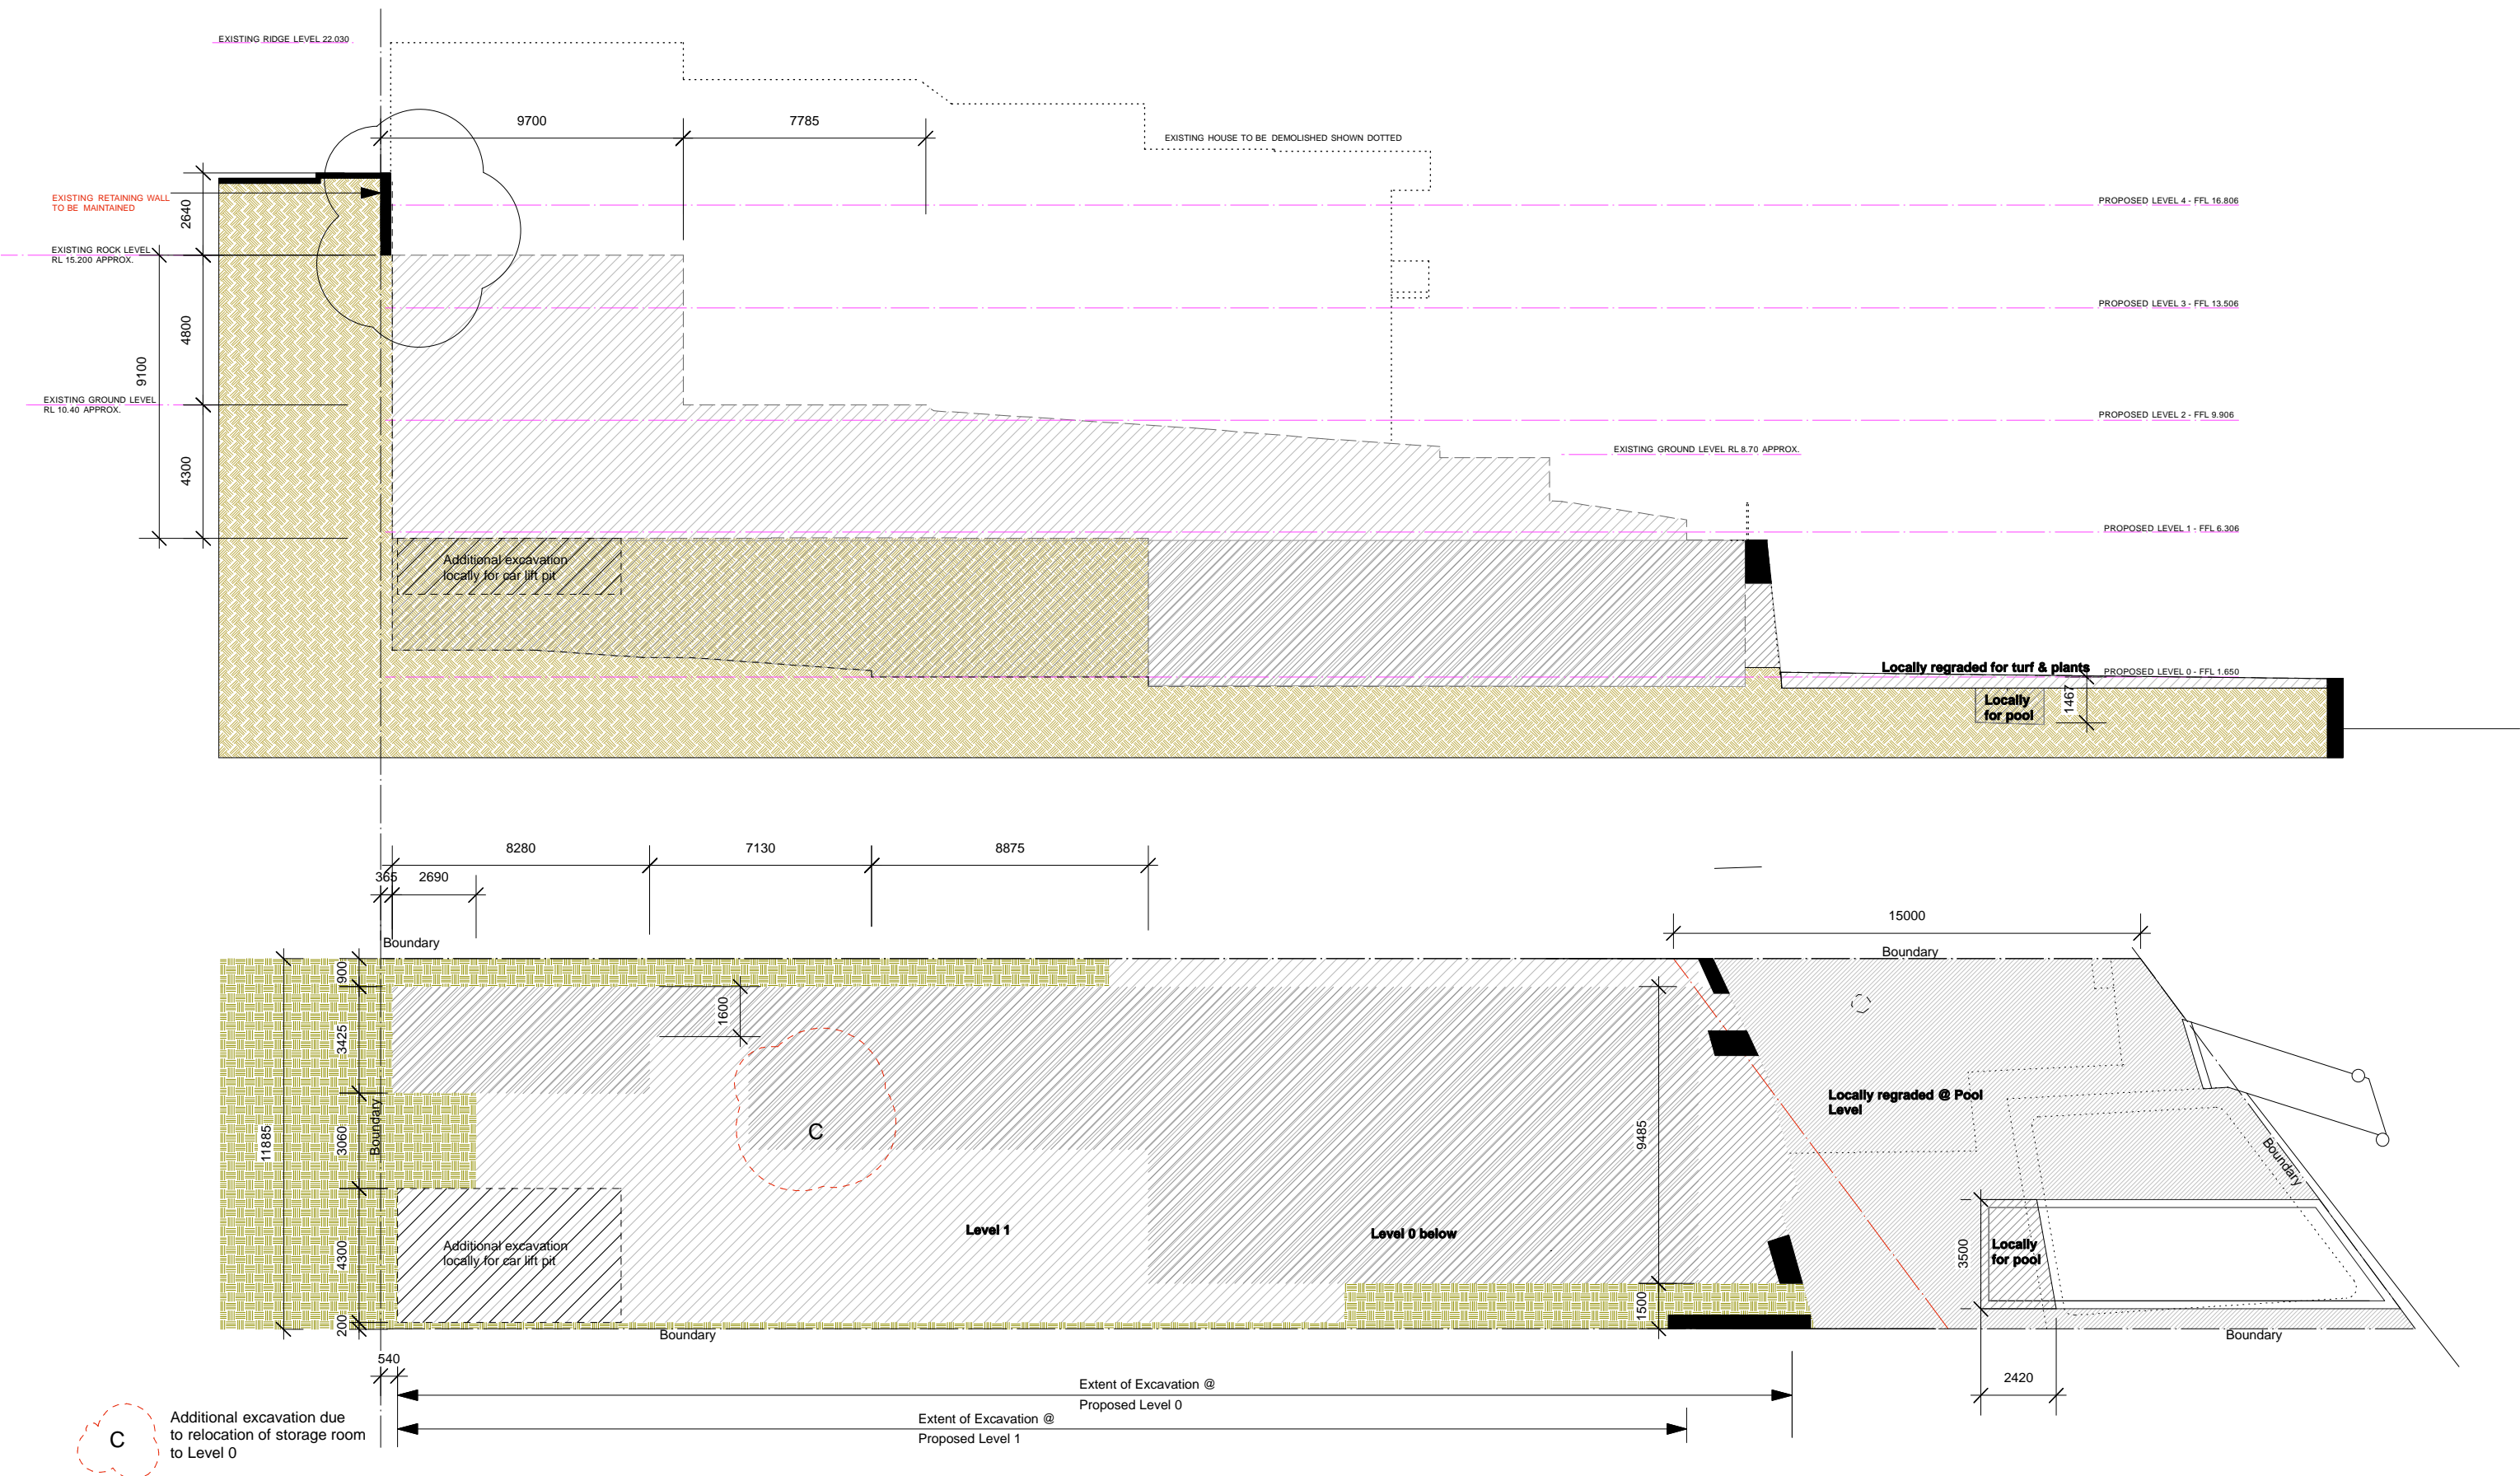 EXISTING RIDGE LEVEL 22.030
9700
7785
EXISTING HOUSE TO BE DEMOLISHED SHOWN DOTTED
EXISTING RETAINING WALL
TO BE MAINTAINED
2640
PROPOSED LEVEL 4 - FFL 16.806
EXISTING ROCK LEVEL
RL 15.200 APPROX.
PROPOSED LEVEL 3 - FFL 13.506
4800
9100
EXISTING GROUND LEVEL
RL 10.40 APPROX.
PROPOSED LEVEL 2 - FFL 9.906
EXISTING GROUND LEVEL RL 8.70 APPROX.
4300
PROPOSED LEVEL 1 - FFL 6.306
Additional excavation
locally for car lift pit
Locally regraded for turf & plants
PROPOSED LEVEL 0 - FFL 1.650
Locally
for pool
1467
8280
7130
8875
365
2690
15000
Boundary
Boundary
900
1600
3425
Locally regraded @ Pool
Level
11885
3060
Boundary
C
9485
Boundary
Level 1
Level 0 below
Additional excavation
locally for car lift pit
4300
3500
Locally
for pool
1500
200
Boundary
Boundary
540
2420
Extent of Excavation @
Proposed Level 0
Extent of Excavation @
Proposed Level 1
C
Additional excavation due
to relocation of storage room
to Level 0